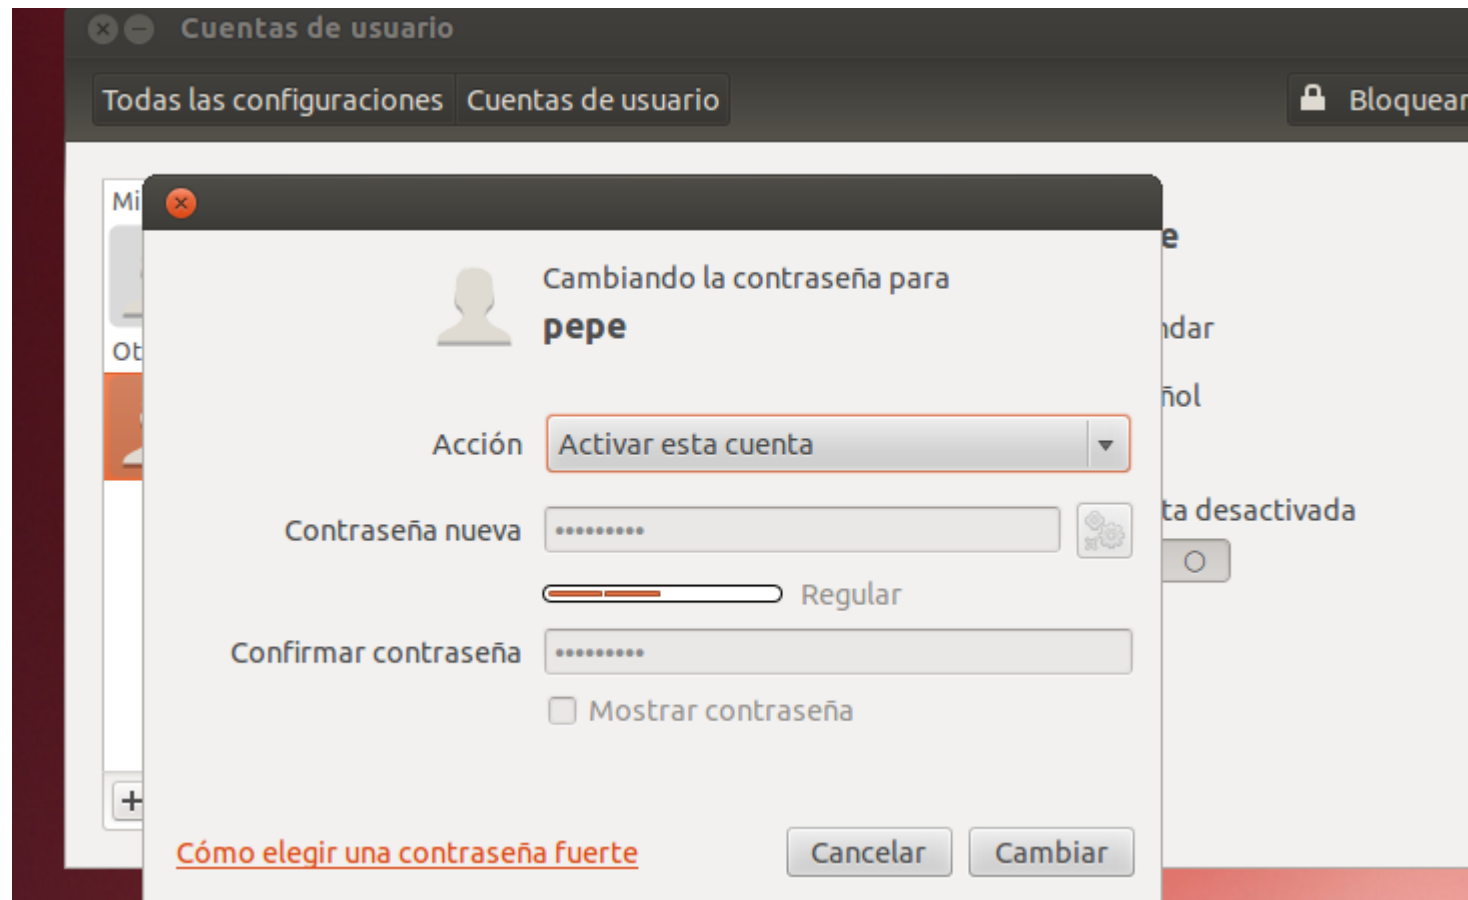 Cuentas de usuario
Todas las configuraciones Cuentas de usuario Bloquear
Mi
Cambiando la contraseña para
pepe
Ot
Acción Activar esta cuenta
ñol
Contraseña nueva
ta desactivada
Regular
Confirmar contraseña
Mostrar contraseña
+
Cómo elegir una contraseña fuerte Cancelar Cambiar